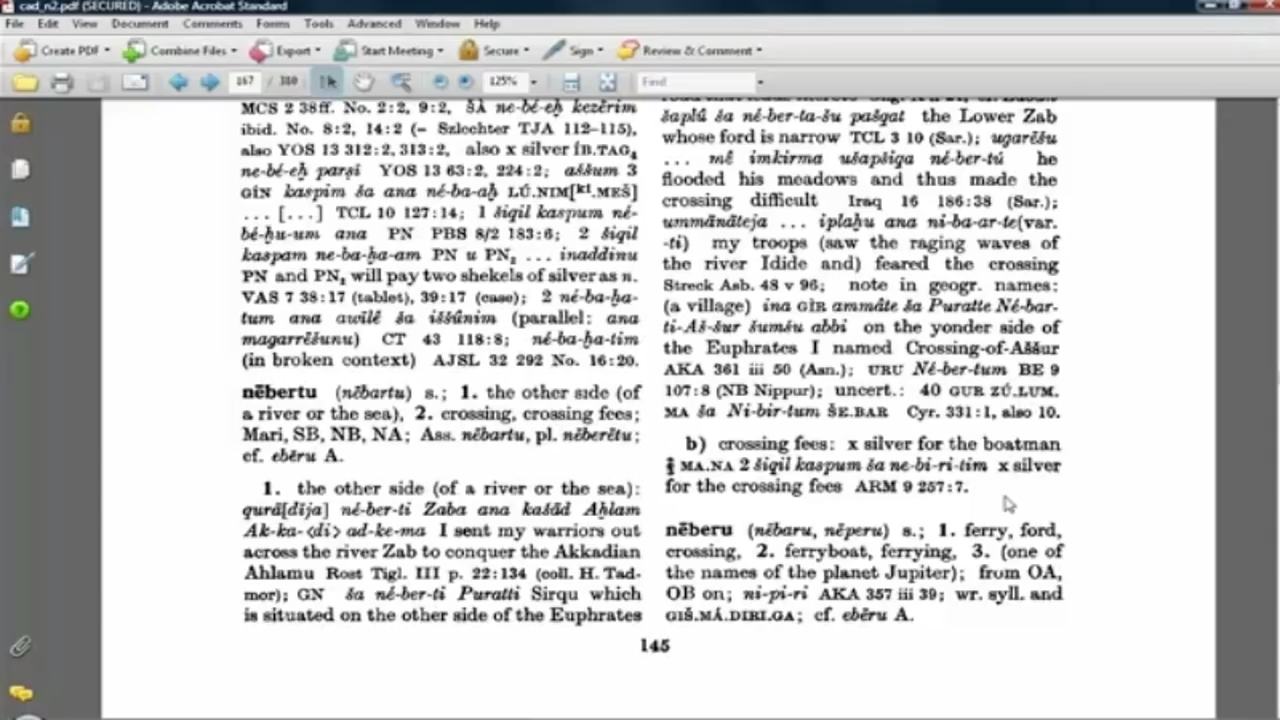 cad_n2.pdf (SECURED) - Adobe Acrobat Standard
File Edit View Document Comments Forms Tools Advanced Window Help
Create PDF Combine Files Export Start Meeting Secure Sign Review & Comment
167 / 380 125% Find
MCS 2 38ff. No. 2:2, 9:2, ŠÀ ne-bé-eḫ kezērim
ibid. No. 8:2, 14:2 (= Szlechter TJA 112–115),
also YOS 13 312:2, 313:2, also x silver ÍB.TAG₄
ne-bé-eḫ parṣi YOS 13 63:2, 224:2; aššum 3
GÍN kaspim ša ana né-ba-aḫ LÚ.NIM[ki.MEŠ]
... [...] TCL 10 127:14; 1 šiqil kaspum né-
bé-ḫu-um ana PN PBS 8/2 183:6; 2 šiqil
kaspam ne-ba-ḫa-am PN u PN₂ ... inaddinu
PN and PN₂ will pay two shekels of silver as n.
VAS 7 38:17 (tablet), 39:17 (case); 2 né-ba-ḫa-
tum ana awīlê ša iššûnim (parallel: ana
magarrēšunu) CT 43 118:8; né-ba-ḫa-tim
(in broken context) AJSL 32 292 No. 16:20.
nēbertu (nēbartu) s.; 1. the other side (of
a river or the sea), 2. crossing, crossing fees;
Mari, SB, NB, NA; Ass. nēbartu, pl. nēberētu;
cf. ebēru A.
1. the other side (of a river or the sea):
qurā[dīja] né-ber-ti Zaba ana kašād Aḫlam
Ak-ka-<di> ad-ke-ma I sent my warriors out
across the river Zab to conquer the Akkadian
Ahlamu Rost Tigl. III p. 22:134 (coll. H. Tad-
mor); GN ša né-ber-ti Puratti Sirqu which
is situated on the other side of the Euphrates
šaplû ša né-ber-ta-šu pašqat the Lower Zab
whose ford is narrow TCL 3 10 (Sar.); ugarēšu
... mê imkirma ušapšiqa né-ber-tú he
flooded his meadows and thus made the
crossing difficult Iraq 16 186:38 (Sar.);
ummānāteja ... iplaḫu ana ni-ba-ar-te(var.
-ti) my troops (saw the raging waves of
the river Idide and) feared the crossing
Streck Asb. 48 v 96; note in geogr. names:
(a village) ina GÌR ammâte ša Puratte Né-bar-
ti-Aš-šur šumšu abbi on the yonder side of
the Euphrates I named Crossing-of-Aššur
AKA 361 iii 50 (Asn.); URU Né-ber-tum BE 9
107:8 (NB Nippur); uncert.: 40 GUR ZÚ.LUM.
MA ša Ni-bir-tum ŠE.BAR Cyr. 331:1, also 10.
b) crossing fees: x silver for the boatman
MA.NA 2 šiqil kaspum ša ne-bi-ri-tim x silver
for the crossing fees ARM 9 257:7.
nēberu (nēbaru, nēperu) s.; 1. ferry, ford,
crossing, 2. ferryboat, ferrying, 3. (one of
the names of the planet Jupiter); from OA,
OB on; ni-pi-ri AKA 357 iii 39; wr. syll. and
GIŠ.MÁ.DIRI.GA; cf. ebēru A.
145